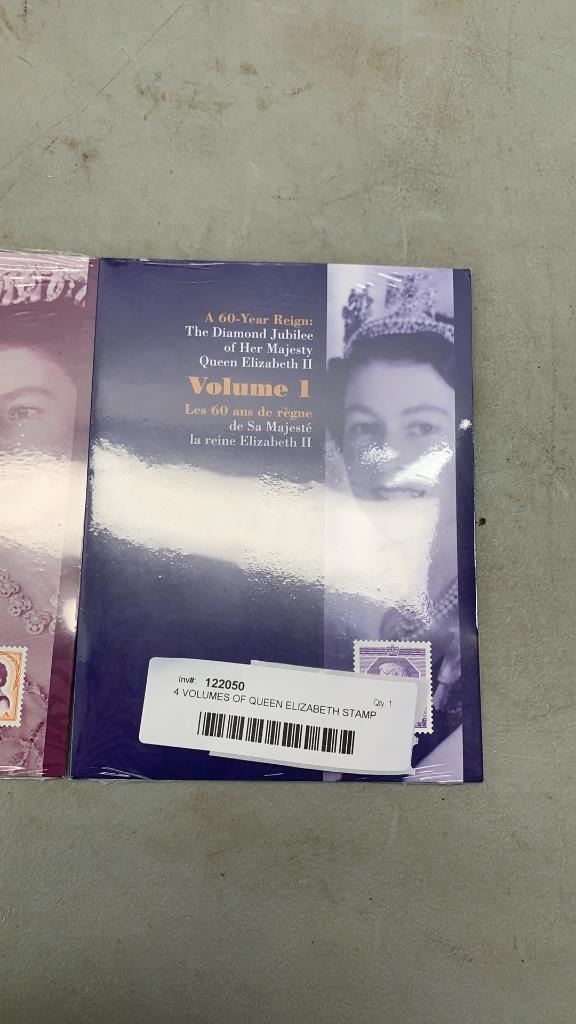 A 60-Year Reign:
The Diamond Jubilee
of Her Majesty
Queen Elizabeth II
Volume 1
Les 60 ans de règne
de Sa Majesté
la reine Elizabeth II
inv#: 122050
Qty. 1
4 VOLUMES OF QUEEN ELIZABETH STAMP